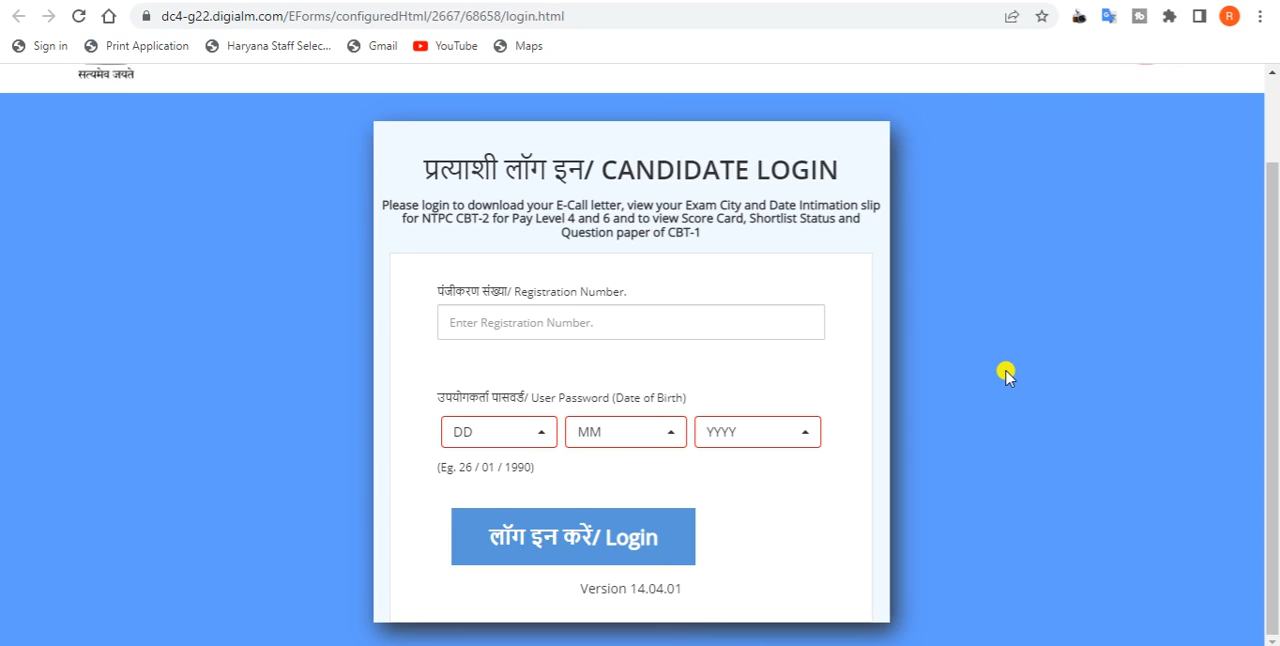 dc4-g22.digialm.com/EForms/configuredHtml/2667/68658/login.html
R
Sign in Print Application Haryana Staff Selec... Gmail YouTube Maps
सत्यमेव जयते
प्रत्याशी लॉग इन/ CANDIDATE LOGIN
Please login to download your E-Call letter, view your Exam City and Date Intimation slip
for NTPC CBT-2 for Pay Level 4 and 6 and to view Score Card, Shortlist Status and
Question paper of CBT-1
पंजीकरण संख्या/ Registration Number.
Enter Registration Number.
उपयोगकर्ता पासवर्ड/ User Password (Date of Birth)
DD MM YYYY
(Eg. 26 / 01 / 1990)
लॉग इन करें/ Login
Version 14.04.01